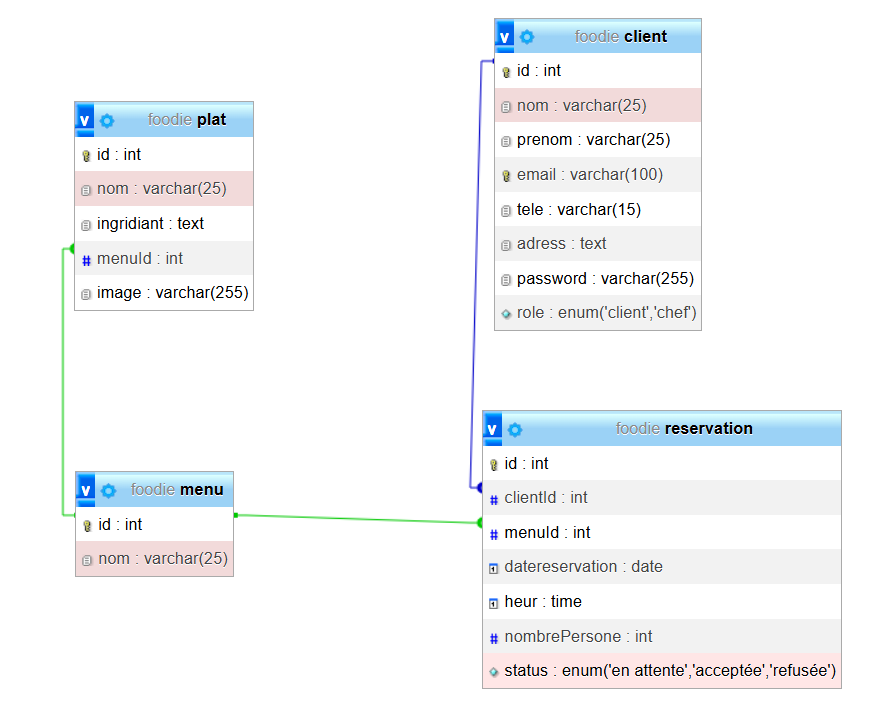 v foodie plat
id : int
nom : varchar(25)
ingridiant : text
# menuId : int
image : varchar(255)
v foodie client
id : int
nom : varchar(25)
prenom : varchar(25)
email : varchar(100)
tele : varchar(15)
adress : text
password : varchar(255)
role : enum('client','chef')
v foodie menu
id : int
nom : varchar(25)
v foodie reservation
id : int
# clientId : int
# menuId : int
datereservation : date
heur : time
# nombrePersone : int
status : enum('en attente','acceptée','refusée')